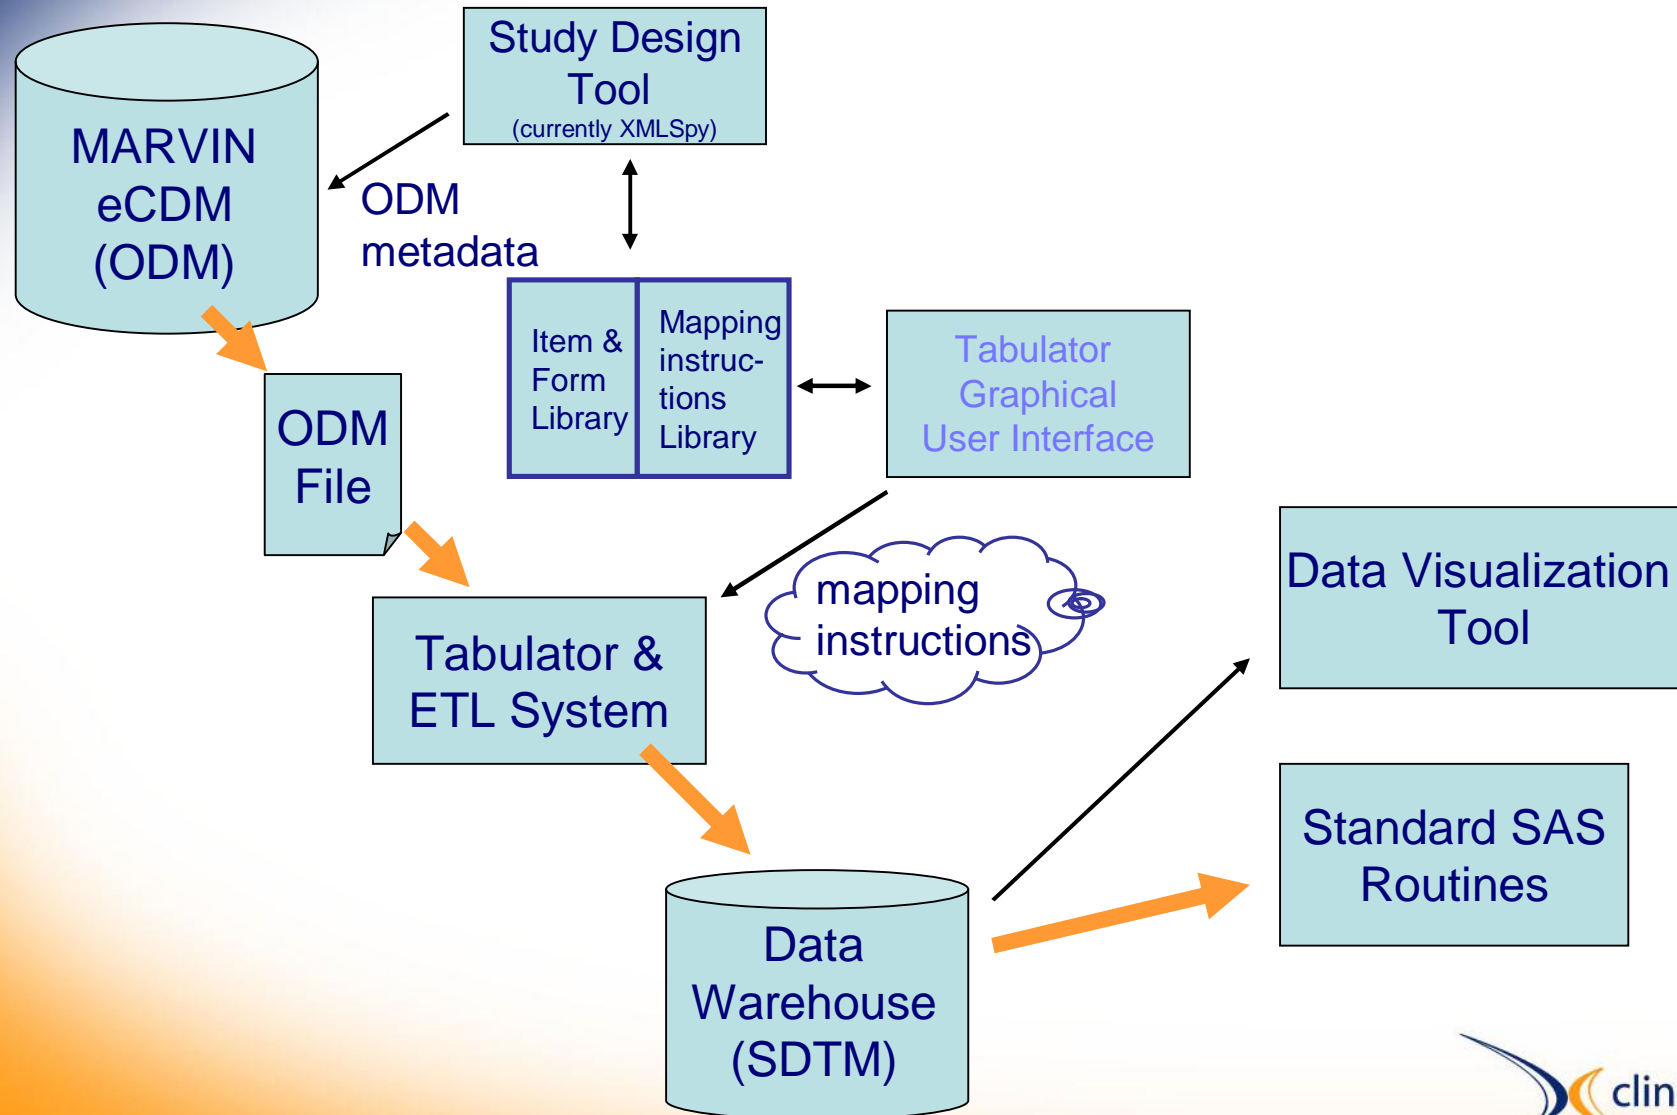 Study Design
Tool
(currently XMLSpy)
MARVIN
eCDM
(ODM)
ODM
metadata
Item &
Form
Library
Mapping
instruc-
tions
Library
Tabulator
Graphical
User Interface
ODM
File
mapping
instructions
Data Visualization
Tool
Tabulator &
ETL System
Standard SAS
Routines
Data
Warehouse
(SDTM)
clin